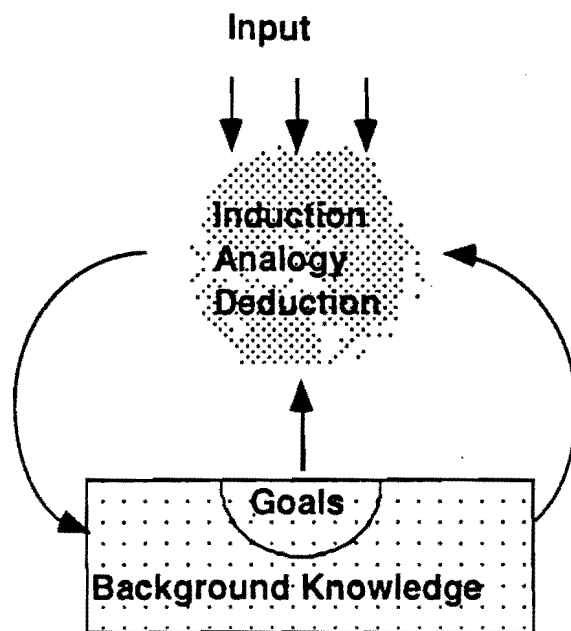 Input
Induction
Analogy
Deduction
Goals
Background Knowledge